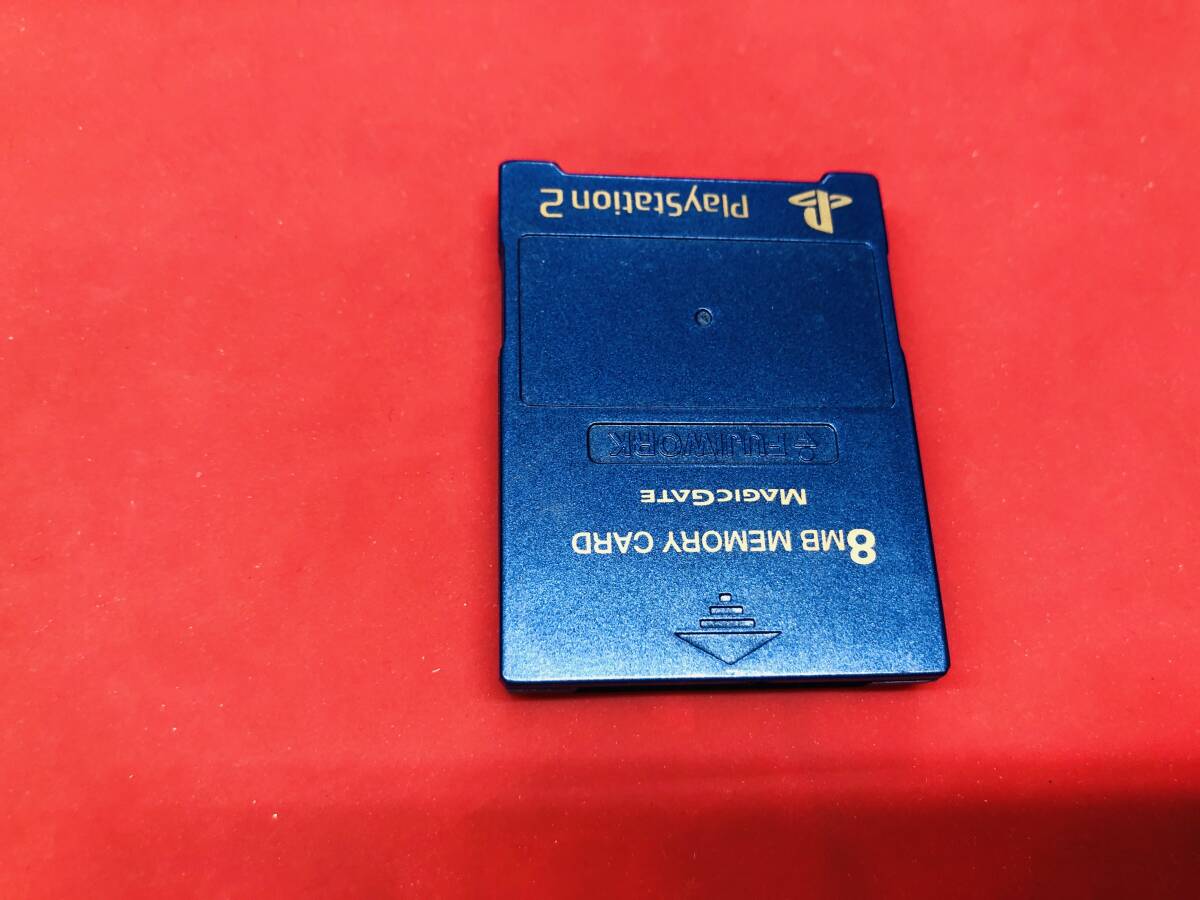 8MB MEMORY CARD
MAGICGATE
FUJIWORK
PlayStation 2